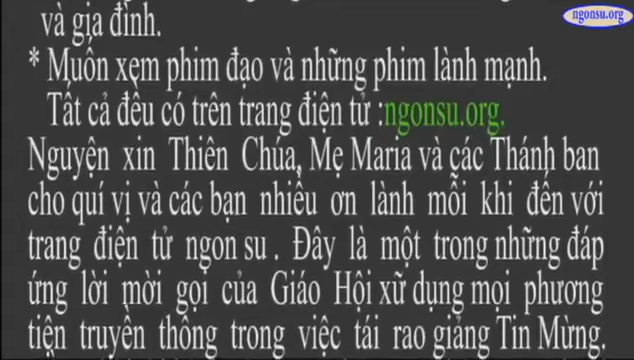 ngonsu.org
và gia đình.
* Muốn xem phim đạo và những phim lành mạnh.
Tất cả đều có trên trang điện tử :ngonsu.org.
Nguyện xin Thiên Chúa, Mẹ Maria và các Thánh ban
cho quí vị và các bạn nhiều ơn lành mỗi khi đến với
trang điện tử ngon su . Đây là một trong những đáp
ứng lời mời gọi của Giáo Hội xử dụng mọi phương
tiện truyền thông trong việc tái rao giảng Tin Mừng.